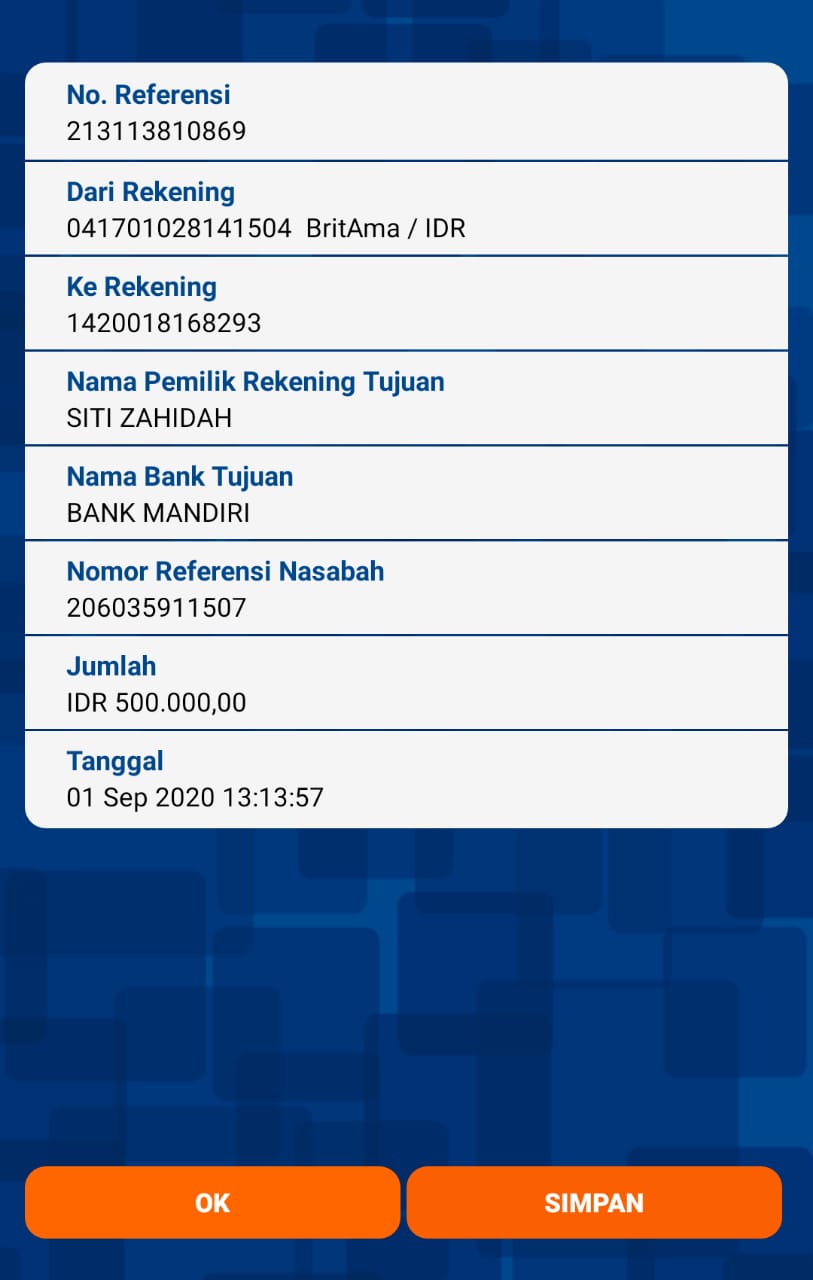 No. Referensi
213113810869
Dari Rekening
041701028141504 BritAma / IDR
Ke Rekening
1420018168293
Nama Pemilik Rekening Tujuan
SITI ZAHIDAH
Nama Bank Tujuan
BANK MANDIRI
Nomor Referensi Nasabah
206035911507
Jumlah
IDR 500.000,00
Tanggal
01 Sep 2020 13:13:57
OK
SIMPAN